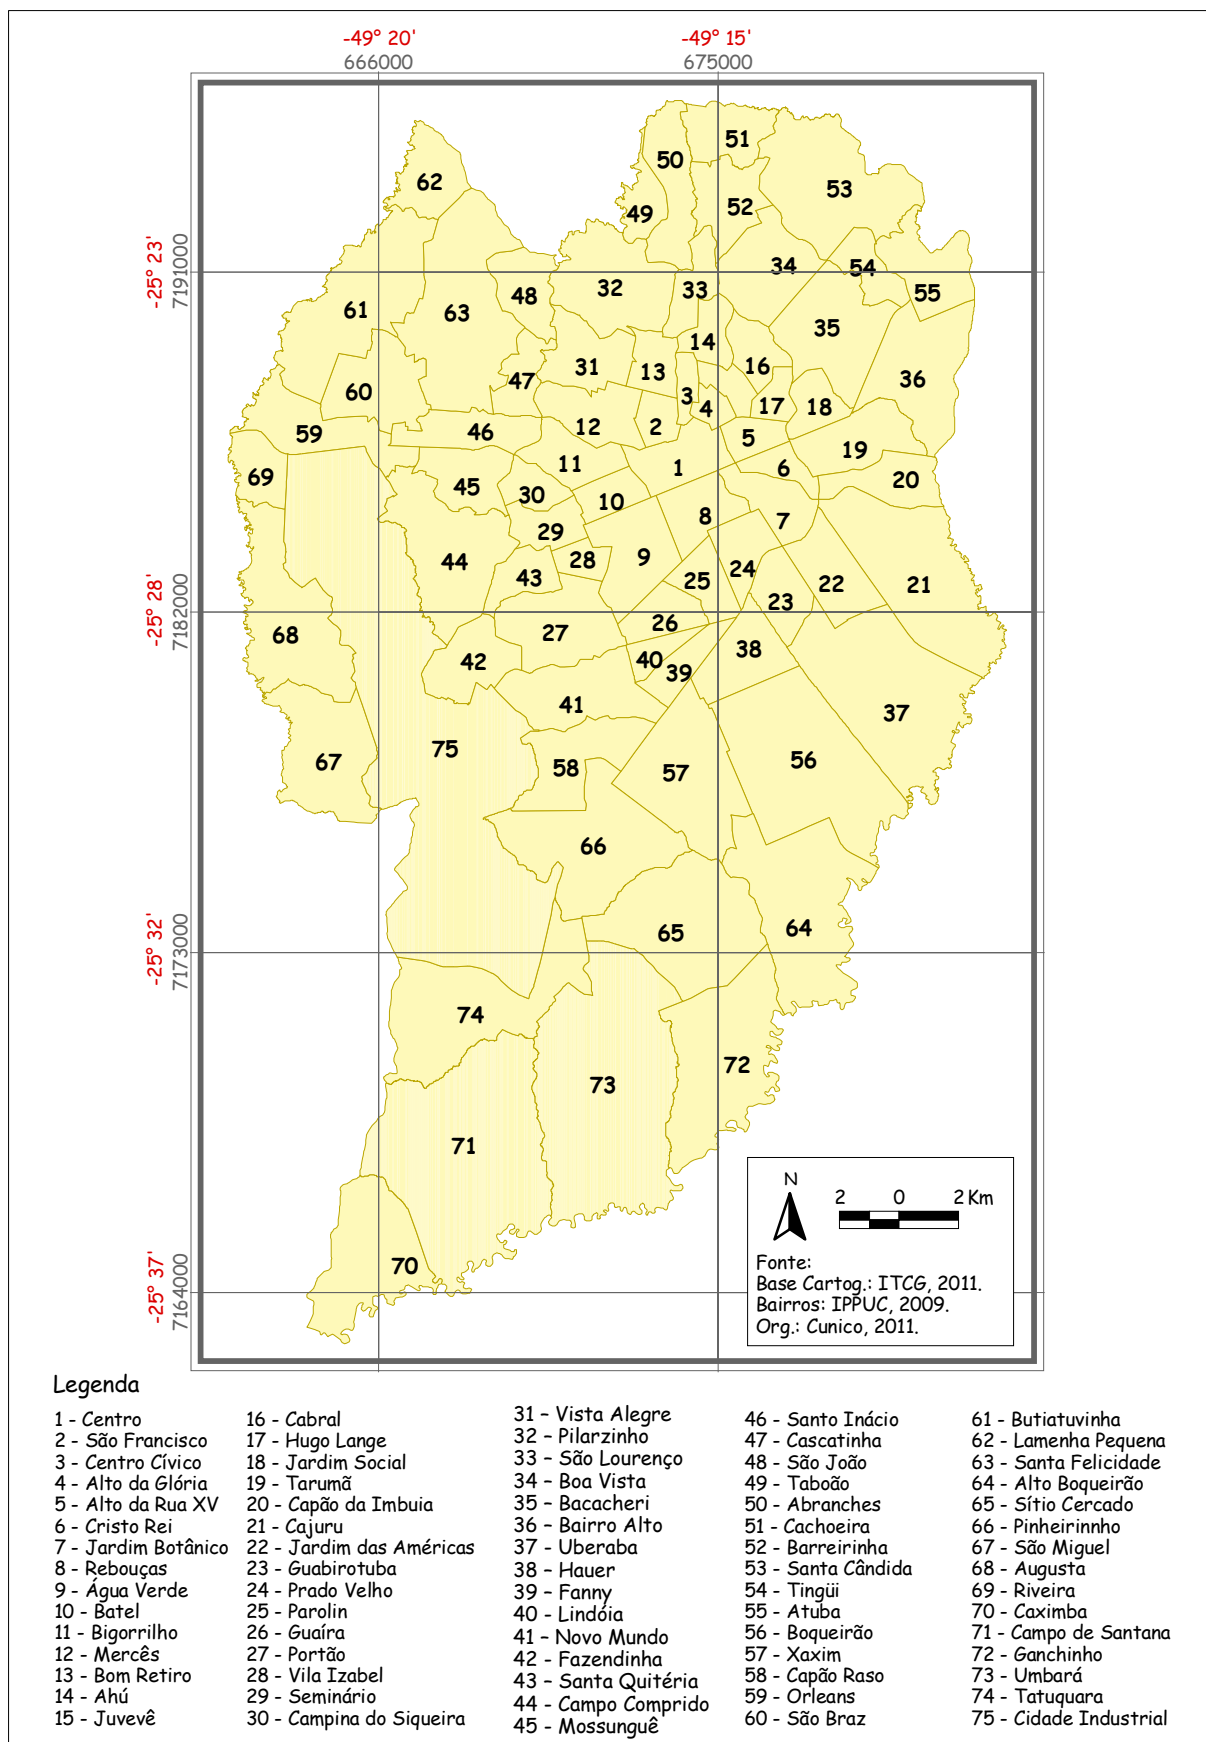 -49° 20'
-49° 15'
666000
675000
51
50
62
53
52
49
-25° 23'
7191000
34
54
32
33
55
48
61
63
35
14
31
16
13
36
47
60
3
4
17
18
12
2
46
59
5
19
11
1
6
69
20
45
30
10
8
7
29
9
28
44
24
43
25
22
21
-25° 28'
7182000
23
26
27
68
38
42
40
39
41
37
75
56
67
58
57
66
65
64
-25° 32'
7173000
74
72
73
71
N
2 0 2 Km
70
-25° 37'
7164000
Fonte:
Base Cartog.: ITCG, 2011.
Bairros: IPPUC, 2009.
Org.: Cunico, 2011.
Legenda
1 - Centro
2 - São Francisco
3 - Centro Cívico
4 - Alto da Glória
5 - Alto da Rua XV
6 - Cristo Rei
7 - Jardim Botânico
8 - Rebouças
9 - Água Verde
10 - Batel
11 - Bigorrilho
12 - Mercês
13 - Bom Retiro
14 - Ahú
15 - Juvevê
16 - Cabral
17 - Hugo Lange
18 - Jardim Social
19 - Tarumã
20 - Capão da Imbuia
21 - Cajuru
22 - Jardim das Américas
23 - Guabirotuba
24 - Prado Velho
25 - Parolin
26 - Guaíra
27 - Portão
28 - Vila Izabel
29 - Seminário
30 - Campina do Siqueira
31 – Vista Alegre
32 – Pilarzinho
33 – São Lourenço
34 – Boa Vista
35 – Bacacheri
36 – Bairro Alto
37 - Uberaba
38 - Hauer
39 – Fanny
40 - Lindóia
41 – Novo Mundo
42 - Fazendinha
43 - Santa Quitéria
44 - Campo Comprido
45 - Mossunguê
46 - Santo Inácio
47 - Cascatinha
48 - São João
49 - Taboão
50 - Abranches
51 - Cachoeira
52 - Barreirinha
53 - Santa Cândida
54 - Tingüi
55 - Atuba
56 - Boqueirão
57 - Xaxim
58 - Capão Raso
59 - Orleans
60 - São Braz
61 - Butiatuvinha
62 - Lamenha Pequena
63 - Santa Felicidade
64 - Alto Boqueirão
65 - Sítio Cercado
66 - Pinheirinnho
67 - São Miguel
68 - Augusta
69 - Riveira
70 - Caximba
71 - Campo de Santana
72 - Ganchinho
73 - Umbará
74 - Tatuquara
75 - Cidade Industrial